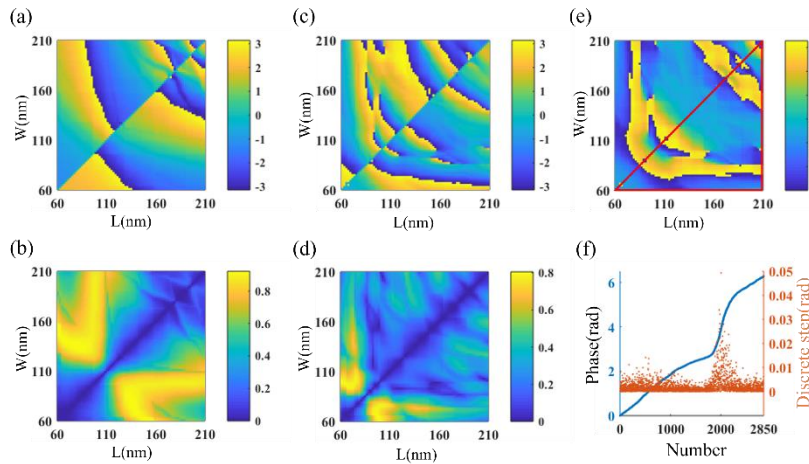 (a)
210
160
110
60
W(nm)
60 110 160 210
L(nm)
3
2
1
0
-1
-2
-3
(c)
210
160
110
60
W(nm)
60 110 160 210
L(nm)
3
2
1
0
-1
-2
-3
(e)
210
160
110
60
W(nm)
60 110 160 210
L(nm)
(b)
210
160
110
60
W(nm)
60 110 160 210
L(nm)
0.8
0.6
0.4
0.2
0
(d)
210
160
110
60
W(nm)
60 110 160 210
L(nm)
0.8
0.6
0.4
0.2
0
(f)
6
4
2
0
Phase(rad)
0 1000 2000 2850
Number
0.05
0.04
0.03
0.02
0.01
0
Discrete step(rad)